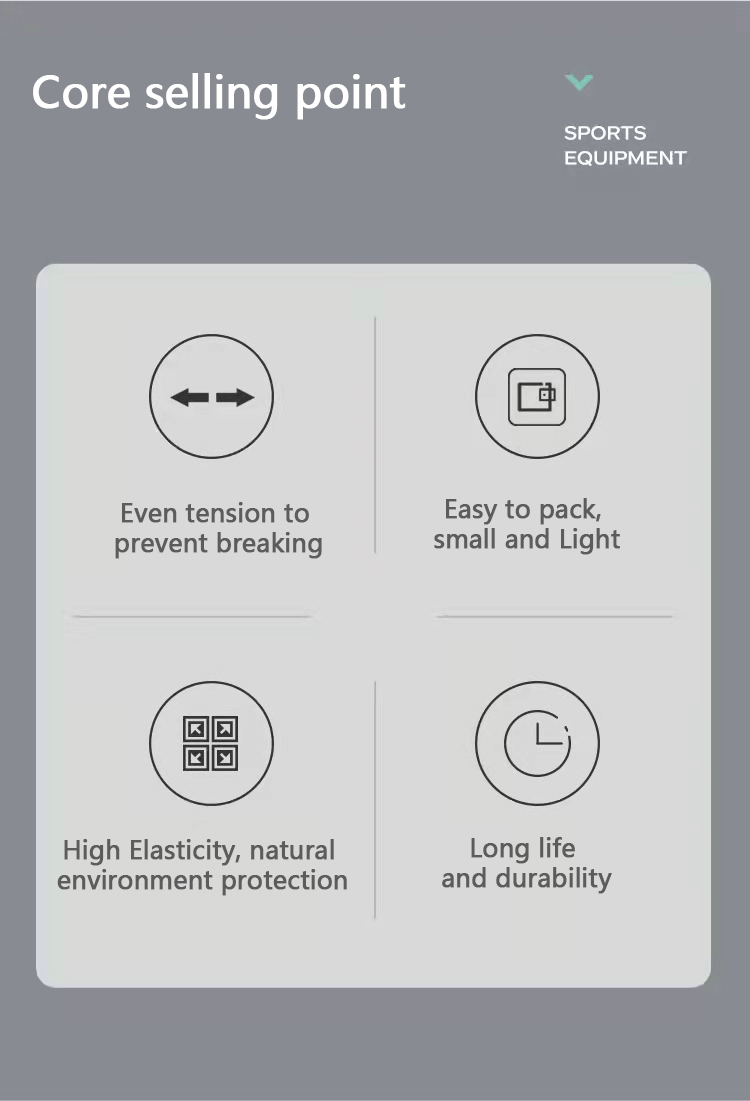 Core selling point
SPORTS
EQUIPMENT
Even tension to
prevent breaking
Easy to pack,
small and Light
High Elasticity, natural
environment protection
Long life
and durability